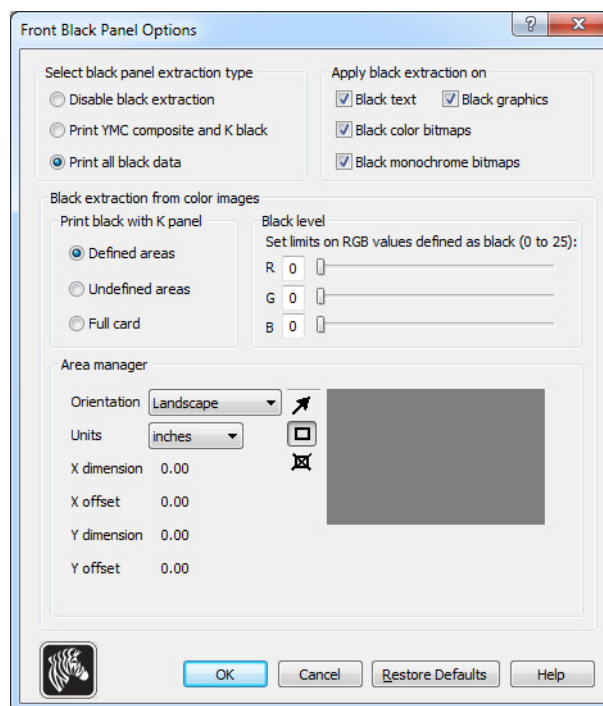 Front Black Panel Options
?
X
Select black panel extraction type
Disable black extraction
Print YMC composite and K black
Print all black data
Apply black extraction on
Black text
Black graphics
Black color bitmaps
Black monochrome bitmaps
Black extraction from color images
Print black with K panel
Defined areas
Undefined areas
Full card
Black level
Set limits on RGB values defined as black (0 to 25):
R 0
G 0
B 0
Area manager
Orientation Landscape
Units inches
X dimension 0.00
X offset 0.00
Y dimension 0.00
Y offset 0.00
OK
Cancel
Restore Defaults
Help